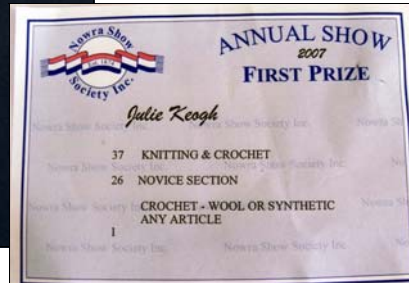 Nowra Show
Est. 1874
Society Inc.
ANNUAL SHOW
2007
FIRST PRIZE
Julie Keogh
37 KNITTING & CROCHET
26 NOVICE SECTION
CROCHET - WOOL OR SYNTHETIC
ANY ARTICLE
1